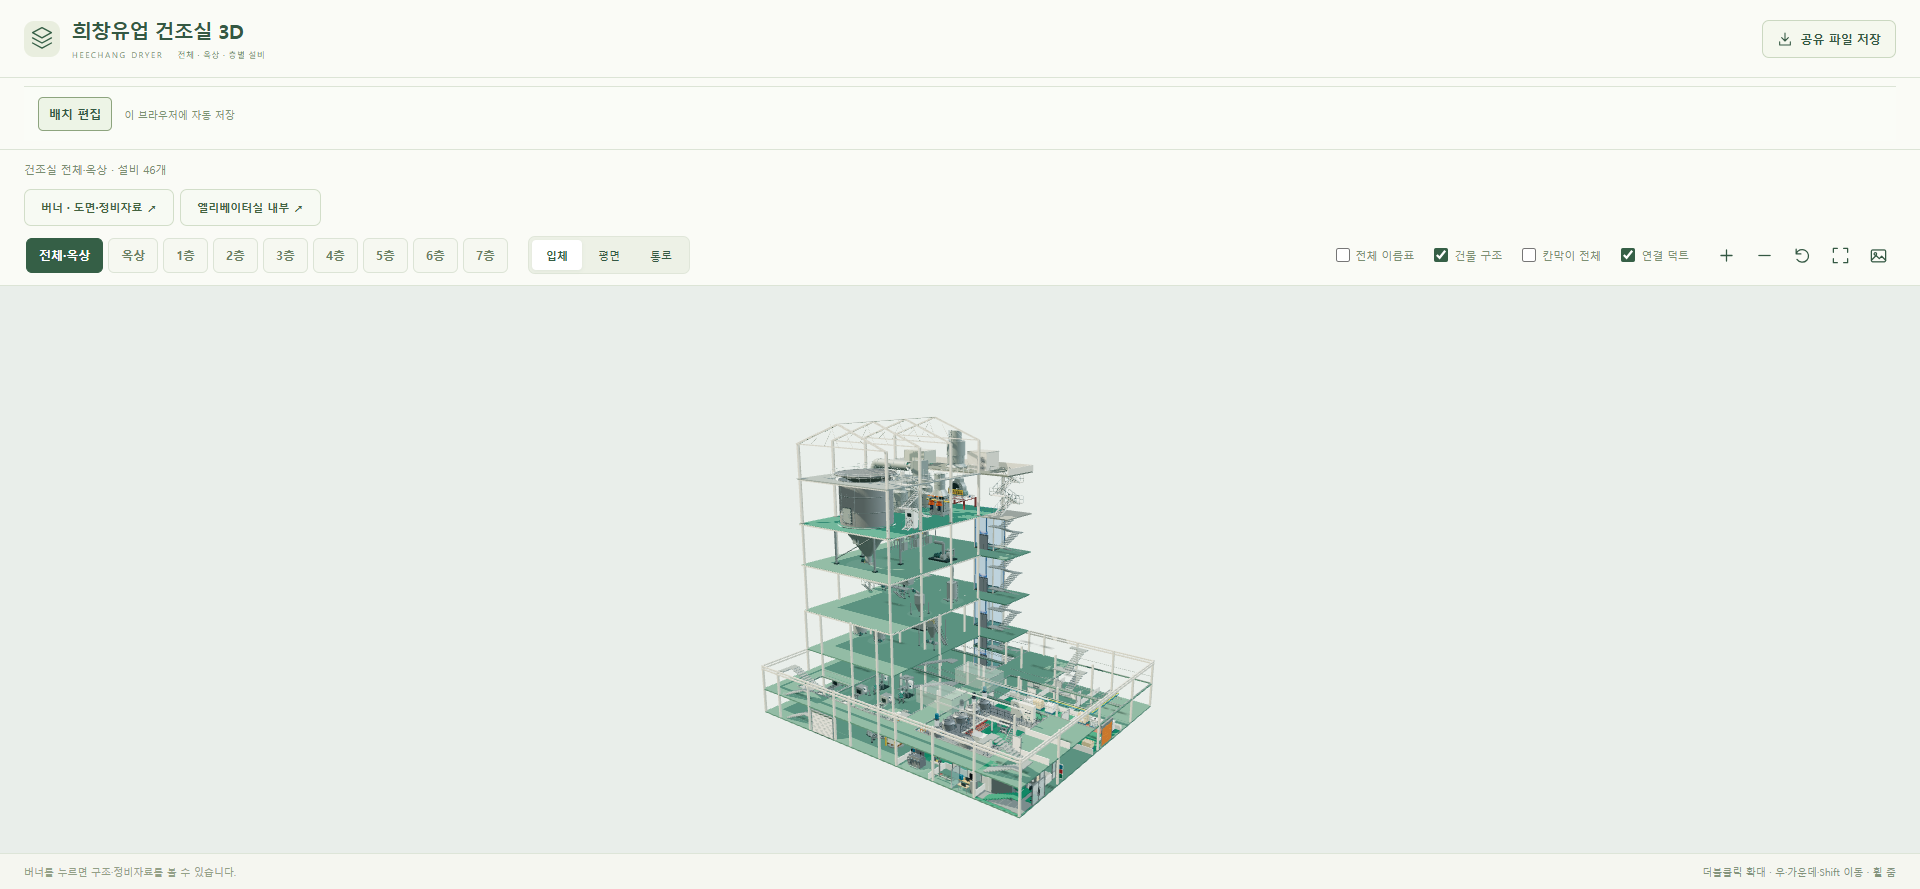 희창유업 건조실 3D
HEECHANG DRYER 전체 · 옥상 · 층별 설비
공유 파일 저장
배치 편집 이 브라우저에 자동 저장
건조실 전체·옥상 · 설비 46개
버너 · 도면·정비자료 ↗ 엘리베이터실 내부 ↗
전체·옥상 옥상 1층 2층 3층 4층 5층 6층 7층 입체 평면 통로 전체 이름표 건물 구조 칸막이 전체 연결 덕트
버너를 누르면 구조·정비자료를 볼 수 있습니다.
더블클릭 확대 · 우·가운데·Shift 이동 · 휠 줌